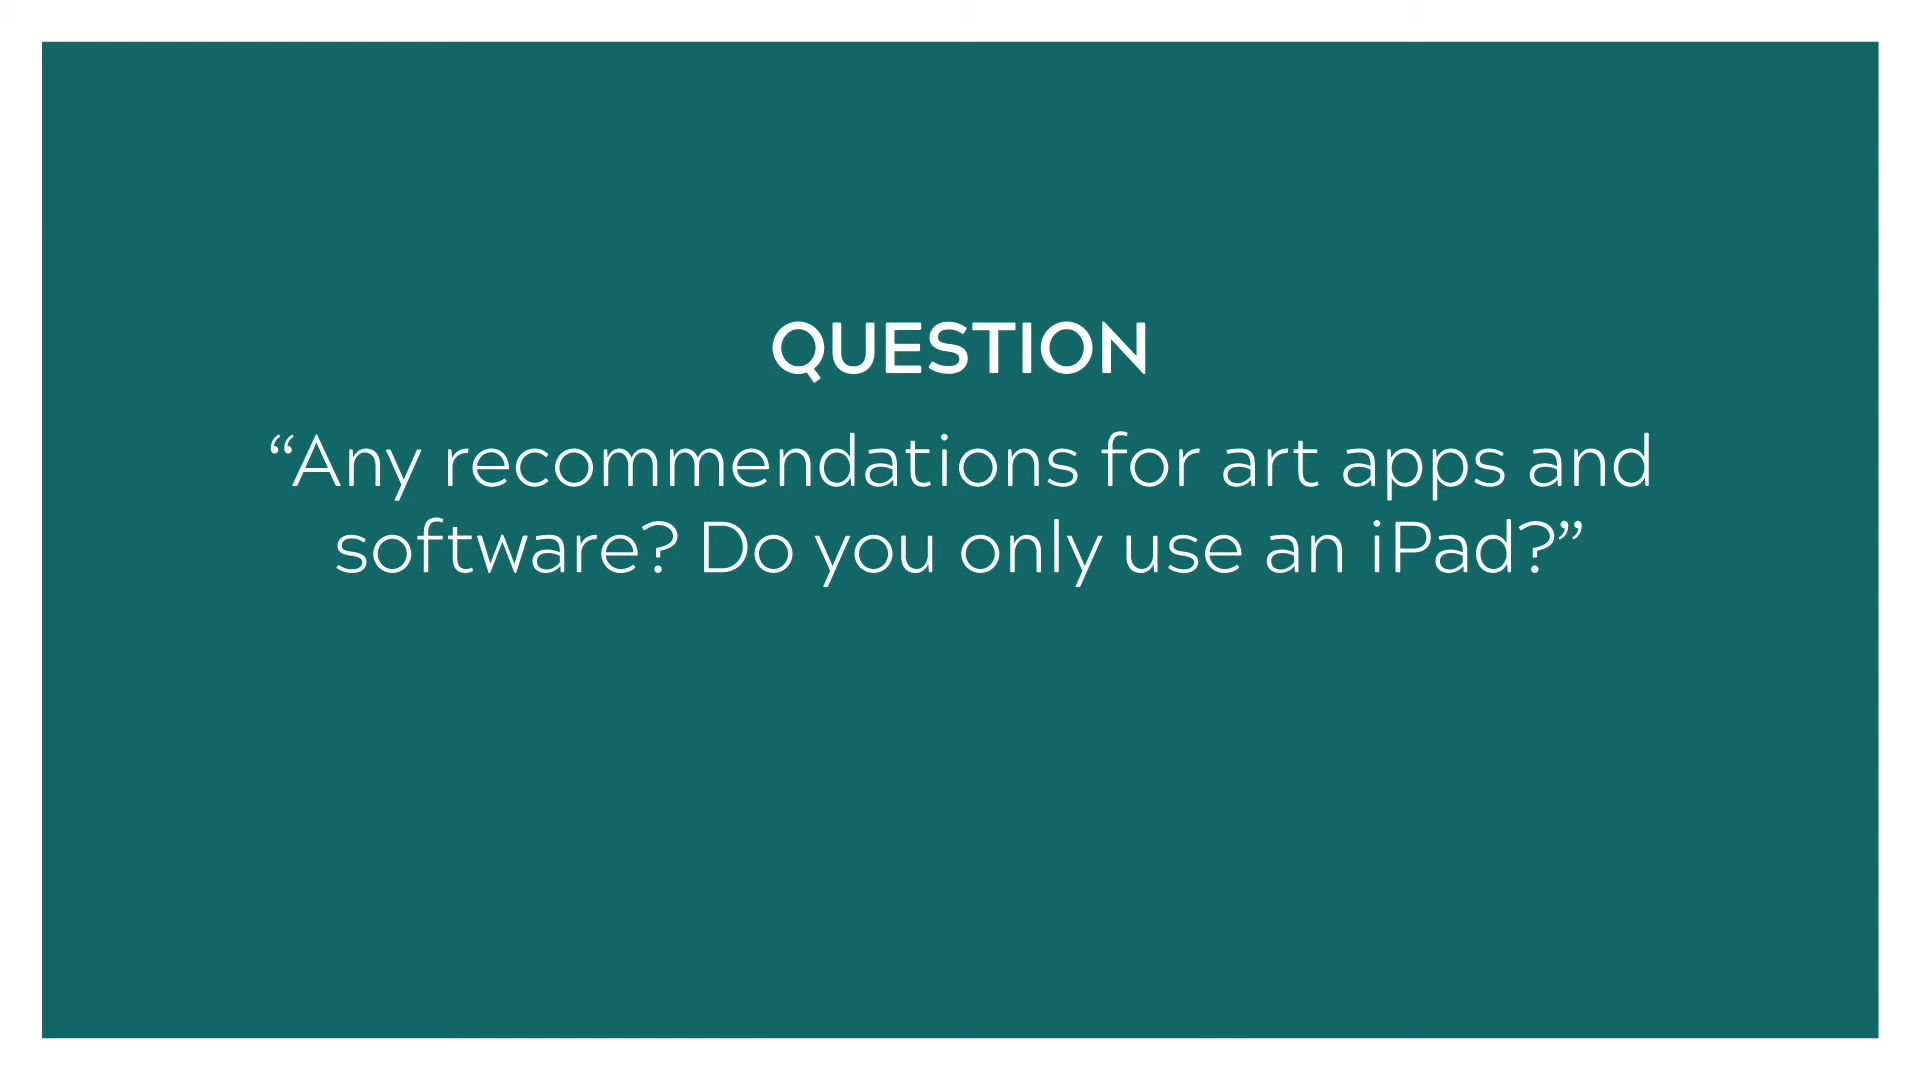 QUESTION
“Any recommendations for art apps and
software? Do you only use an iPad?”